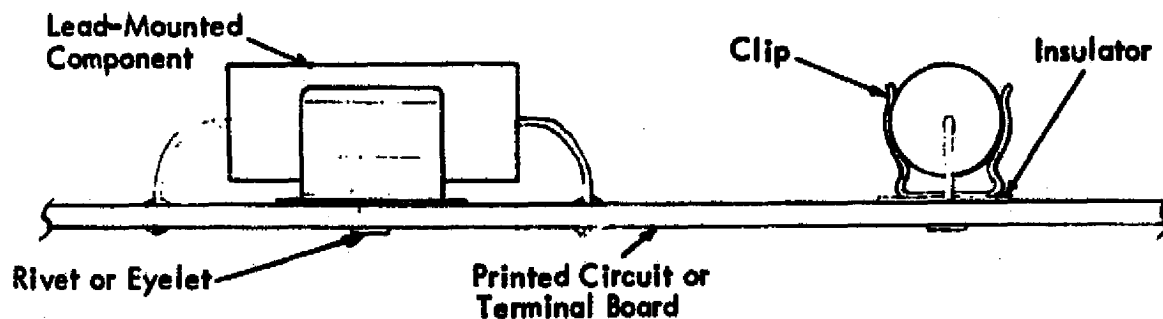 Lead-Mounted
Component
Clip
Insulator
Rivet or Eyelet
Printed Circuit or
Terminal Board